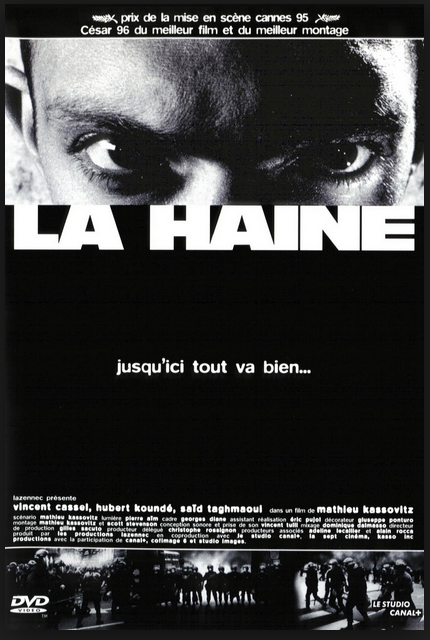 prix de la mise en scène cannes 95
César 96 du meilleur film et du meilleur montage
LA HAINE
jusqu'ici tout va bien...
lazennec présente
vincent cassel, hubert koundé, saïd taghmaoui dans un film de mathieu kassovitz
scénario mathieu kassovitz lumière pierre aïm cadre georges diane assistant réalisation éric pujol décorateur giuseppe ponturo
montage mathieu kassovitz et scott stevenson conception sonore et prise de son vincent tulli mixage dominique dalmasso directeur
de production gilles sacuto producteur délégué christophe rossignon producteurs associés adeline lecallier et alain rocca
produit par les productions lazennec en coproduction avec le studio canal+, la sept cinéma, kasso inc
productions avec la participation de canal+, cofimage 6 et studio images.
DVD
VIDEO
TM
LE STUDIO
CANAL+